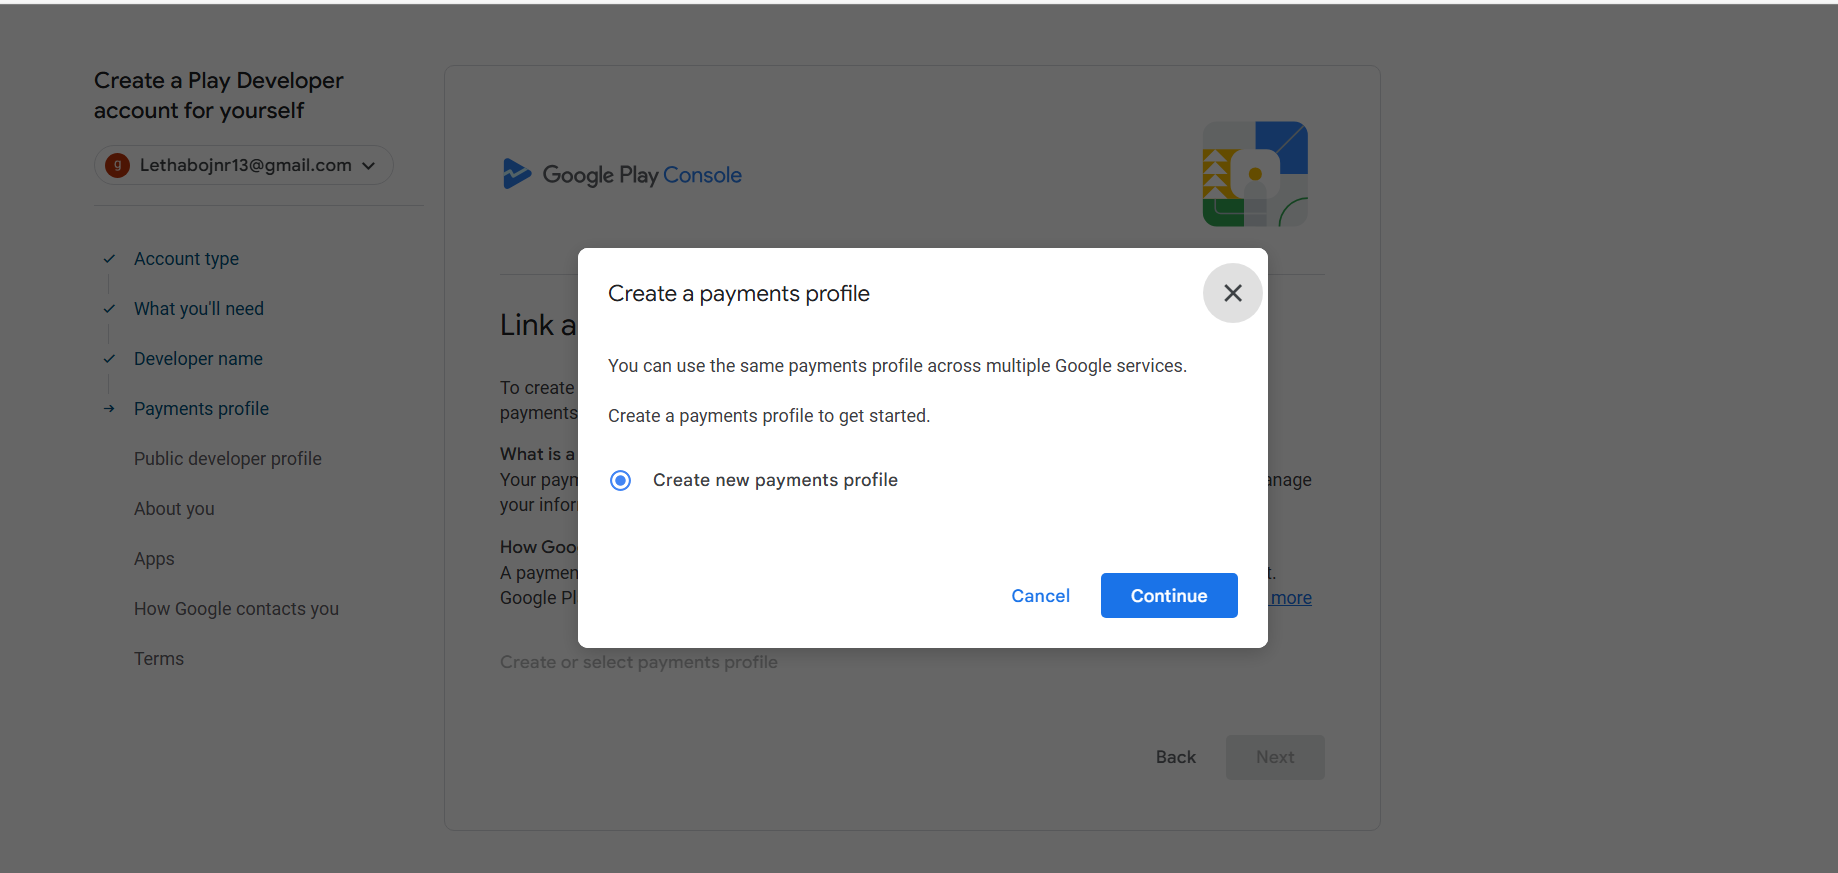 Create a Play Developer
account for yourself
g
Lethabojnr13@gmail.com
Account type
What you'll need
Developer name
Payments profile
Public developer profile
About you
Apps
How Google contacts you
Terms
Google Play Console
Link a
To create
payments
What is a
Your payn
anage
your infor
How Goo
A paymen
t.
Google Pl
more
Create or select payments profile
Back
Next
Create a payments profile
You can use the same payments profile across multiple Google services.
Create a payments profile to get started.
Create new payments profile
Cancel
Continue